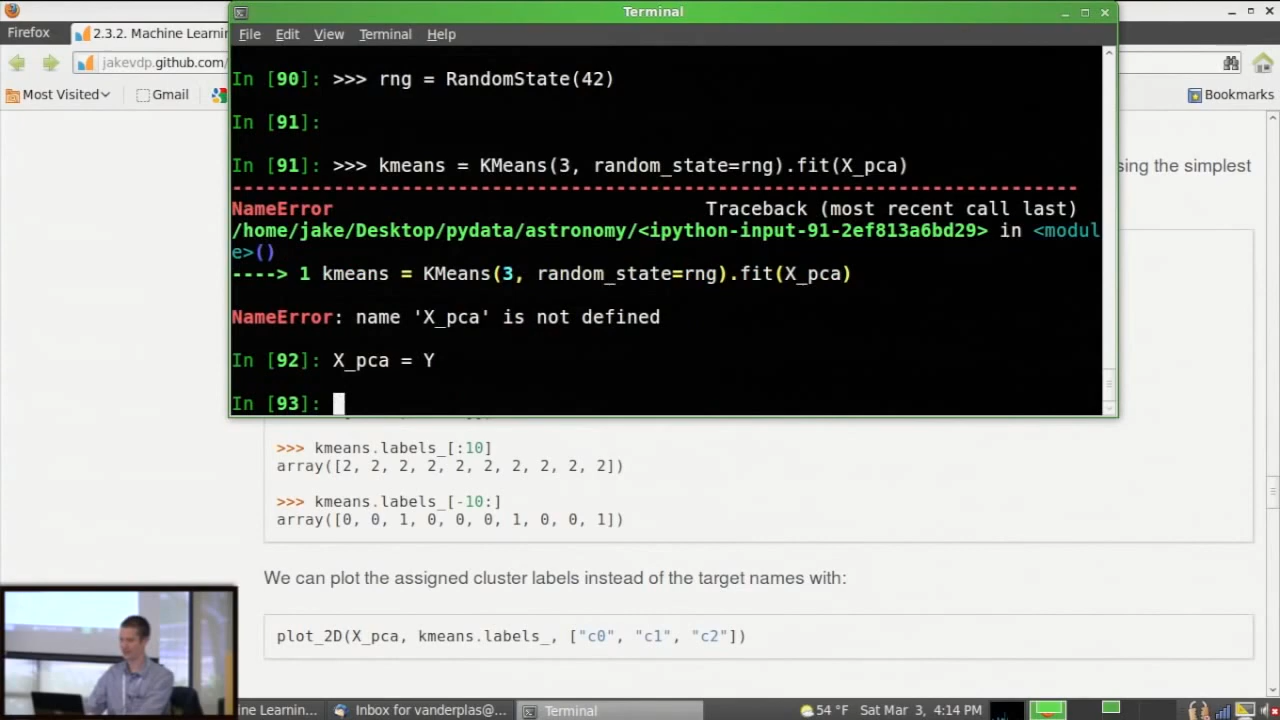 Terminal
Firefox
2.3.2. Machine Learni
File Edit View Terminal Help
jakevdp.github.com/
Most Visited
Gmail
Bookmarks
In [90]: >>> rng = RandomState(42)
In [91]:
In [91]: >>> kmeans = KMeans(3, random_state=rng).fit(X_pca)
---------------------------------------------------------------------------
NameError Traceback (most recent call last)
/home/jake/Desktop/pydata/astronomy/<ipython-input-91-2ef813a6bd29> in <modul
e>()
----> 1 kmeans = KMeans(3, random_state=rng).fit(X_pca)
NameError: name 'X_pca' is not defined
In [92]: X_pca = Y
In [93]:
sing the simplest
>>> kmeans.labels_[:10]
array([2, 2, 2, 2, 2, 2, 2, 2, 2, 2])
>>> kmeans.labels_[-10:]
array([0, 0, 1, 0, 0, 0, 1, 0, 0, 1])
We can plot the assigned cluster labels instead of the target names with:
plot_2D(X_pca, kmeans.labels_, ["c0", "c1", "c2"])
ne Learnin...
Inbox for vanderplas@...
Terminal
54 °F
Sat Mar 3, 4:14 PM